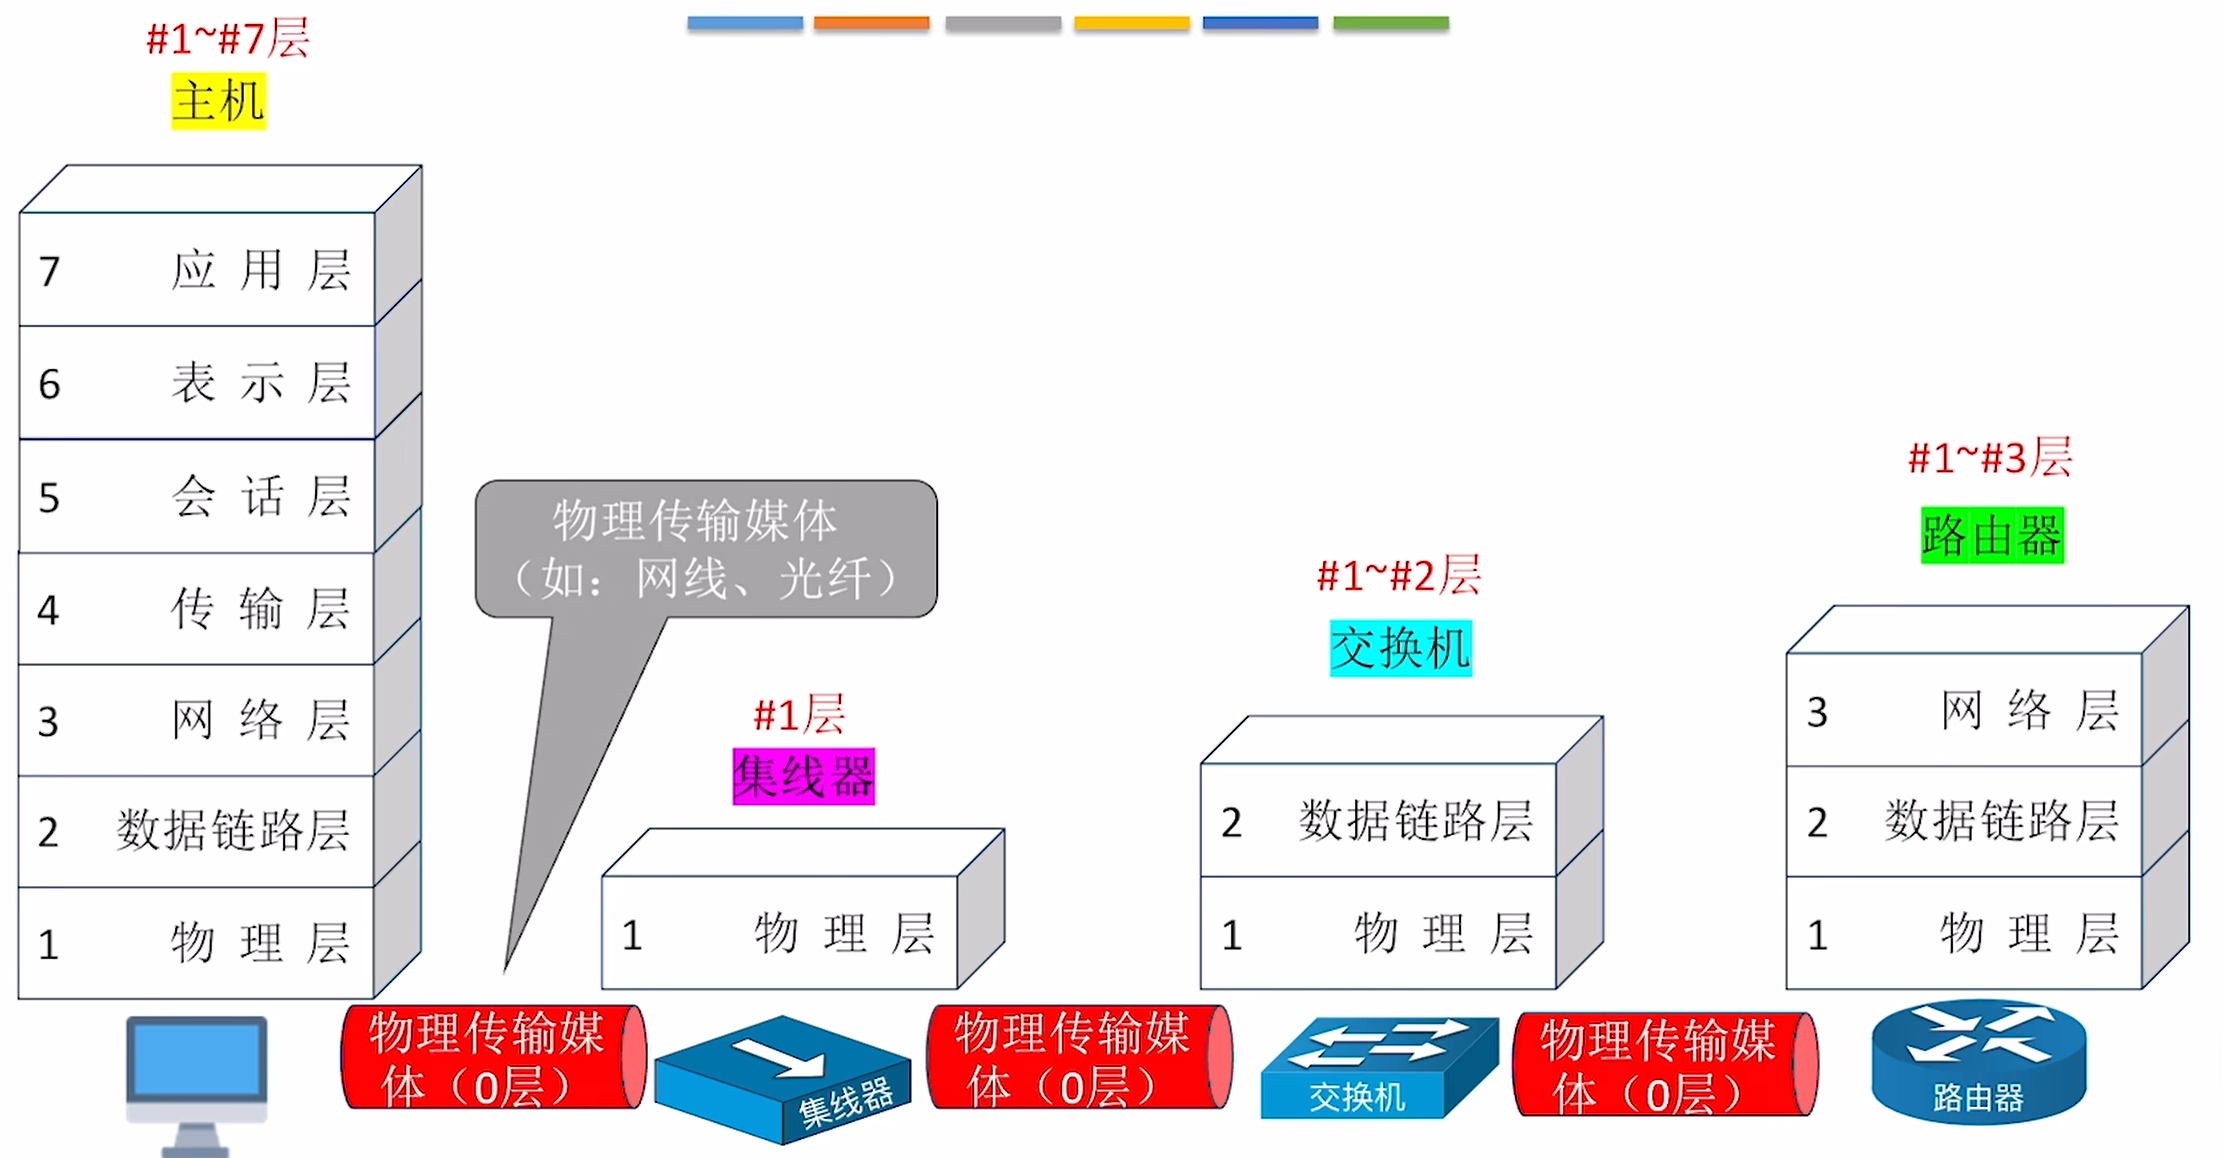 #1~#7层
主机
7 应用层
6 表示层
5 会话层
4 传输层
3 网络层
2 数据链路层
1 物理层
物理传输媒体
（如：网线、光纤）
#1层
集线器
1 物理层
#1~#2层
交换机
2 数据链路层
1 物理层
#1~#3层
路由器
3 网络层
2 数据链路层
1 物理层
物理传输媒
体（0层）
集线器
物理传输媒
体（0层）
交换机
物理传输媒
体（0层）
路由器